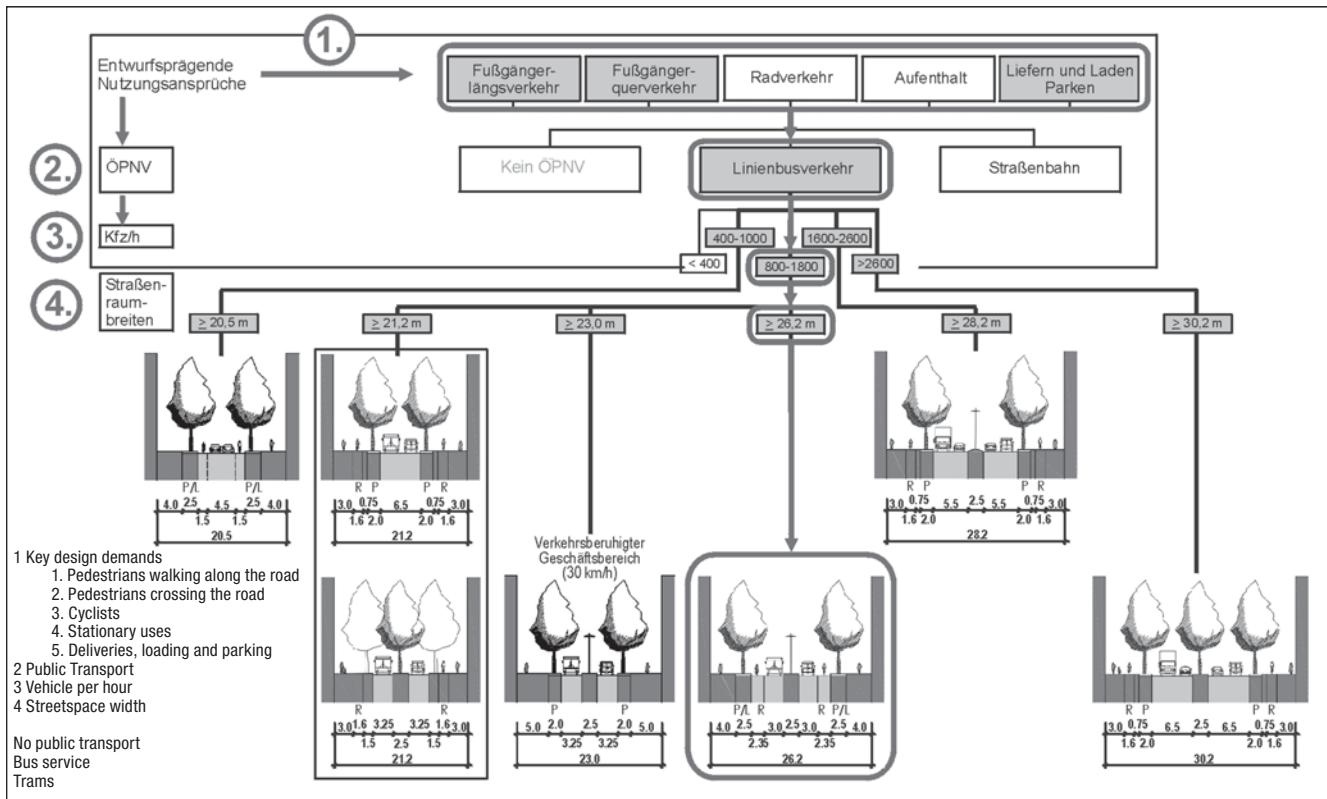 1.
Entwurfsprägende
Nutzungsansprüche
Fußgänger-
längsverkehr
Fußgänger-
querverkehr
Radverkehr
Aufenthalt
Liefern und Laden
Parken
2.
ÖPNV
Kein ÖPNV
Linienbusverkehr
Straßenbahn
3.
Kfz/h
< 400
400-1000
800-1800
1600-2600
>2600
4.
Straßen-
raum-
breiten
≥ 20,5 m
≥ 21,2 m
≥ 23,0 m
≥ 26,2 m
≥ 28,2 m
≥ 30,2 m
P/L P/L
4.0 2.5 4.5 2.5 4.0
1.5 1.5
20.5
R P P R
3.0 0.75 6.5 0.75 3.0
1.6 2.0 2.0 1.6
21.2
R P P R
3.0 0.75 5.5 2.5 5.5 0.75 3.0
1.6 2.0 2.0 1.6
28.2
Verkehrsberuhigter
Geschäftsbereich
(30 km/h)
1 Key design demands
1. Pedestrians walking along the road
2. Pedestrians crossing the road
3. Cyclists
4. Stationary uses
5. Deliveries, loading and parking
2 Public Transport
3 Vehicle per hour
4 Streetspace width
No public transport
Bus service
Trams
R R
3.0 1.6 3.25 3.25 1.6 3.0
1.5 2.5 1.5
21.2
P P
5.0 2.0 2.5 2.0 5.0
3.25 3.25
23.0
P/L R R P/L
4.0 2.5 3.0 2.5 3.0 2.5 4.0
2.35 2.35
26.2
R P P R
3.0 0.75 6.5 2.5 6.5 0.75 3.0
1.6 2.0 2.0 1.6
30.2